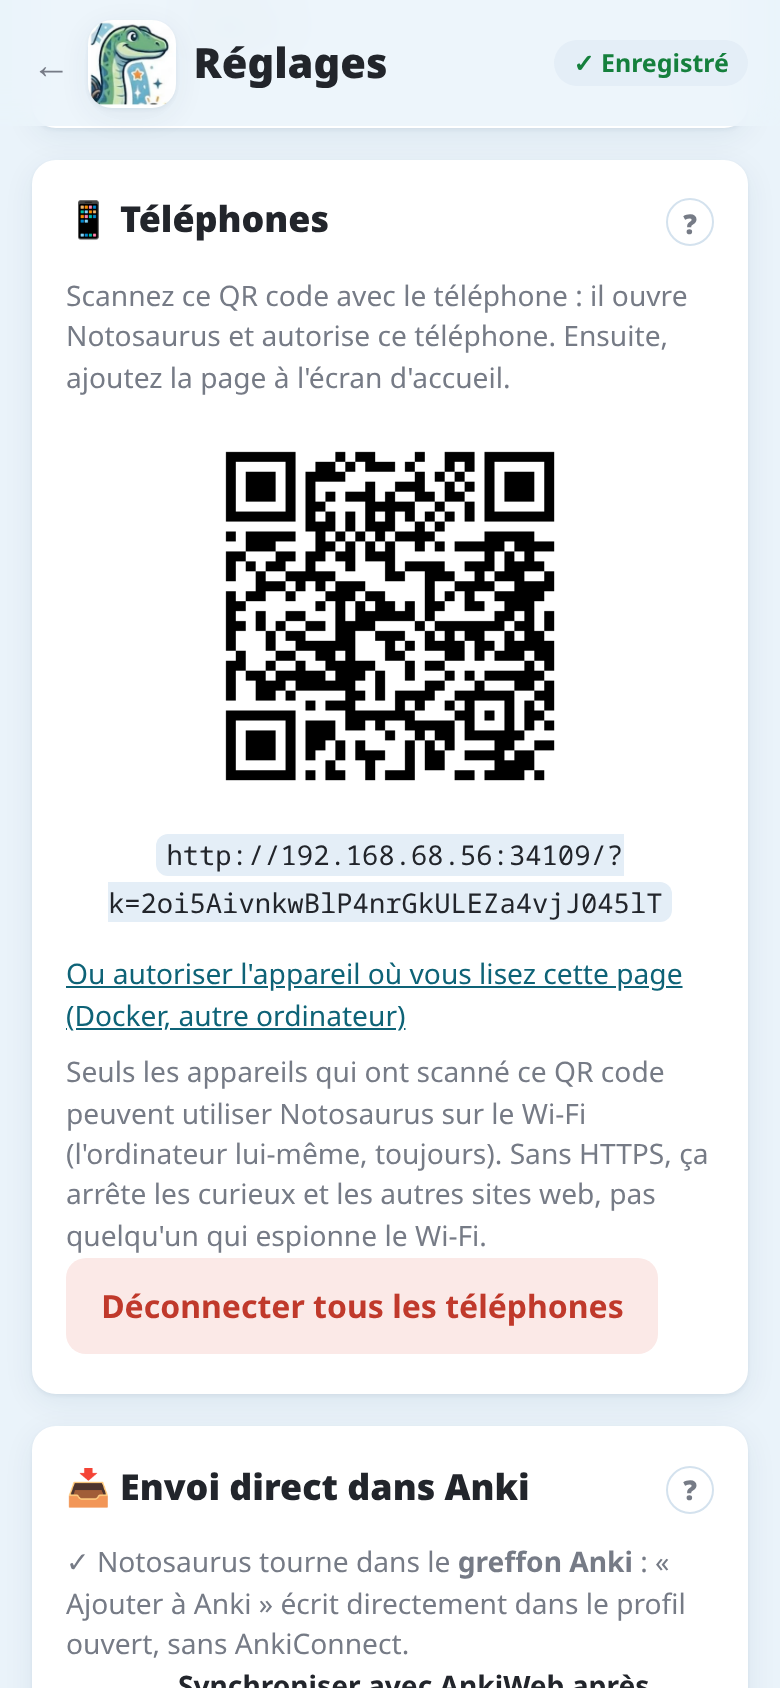 ← Réglages ✓ Enregistré
Téléphones ?
Scannez ce QR code avec le téléphone : il ouvre
Notosaurus et autorise ce téléphone. Ensuite,
ajoutez la page à l'écran d'accueil.
http://192.168.68.56:34109/?
k=2oi5AivnkwBlP4nrGkULEZa4vjJ045lT
Ou autoriser l'appareil où vous lisez cette page
(Docker, autre ordinateur)
Seuls les appareils qui ont scanné ce QR code
peuvent utiliser Notosaurus sur le Wi-Fi
(l'ordinateur lui-même, toujours). Sans HTTPS, ça
arrête les curieux et les autres sites web, pas
quelqu'un qui espionne le Wi-Fi.
Déconnecter tous les téléphones
Envoi direct dans Anki ?
✓ Notosaurus tourne dans le greffon Anki : «
Ajouter à Anki » écrit directement dans le profil
ouvert, sans AnkiConnect.
Synchroniser avec AnkiWeb après